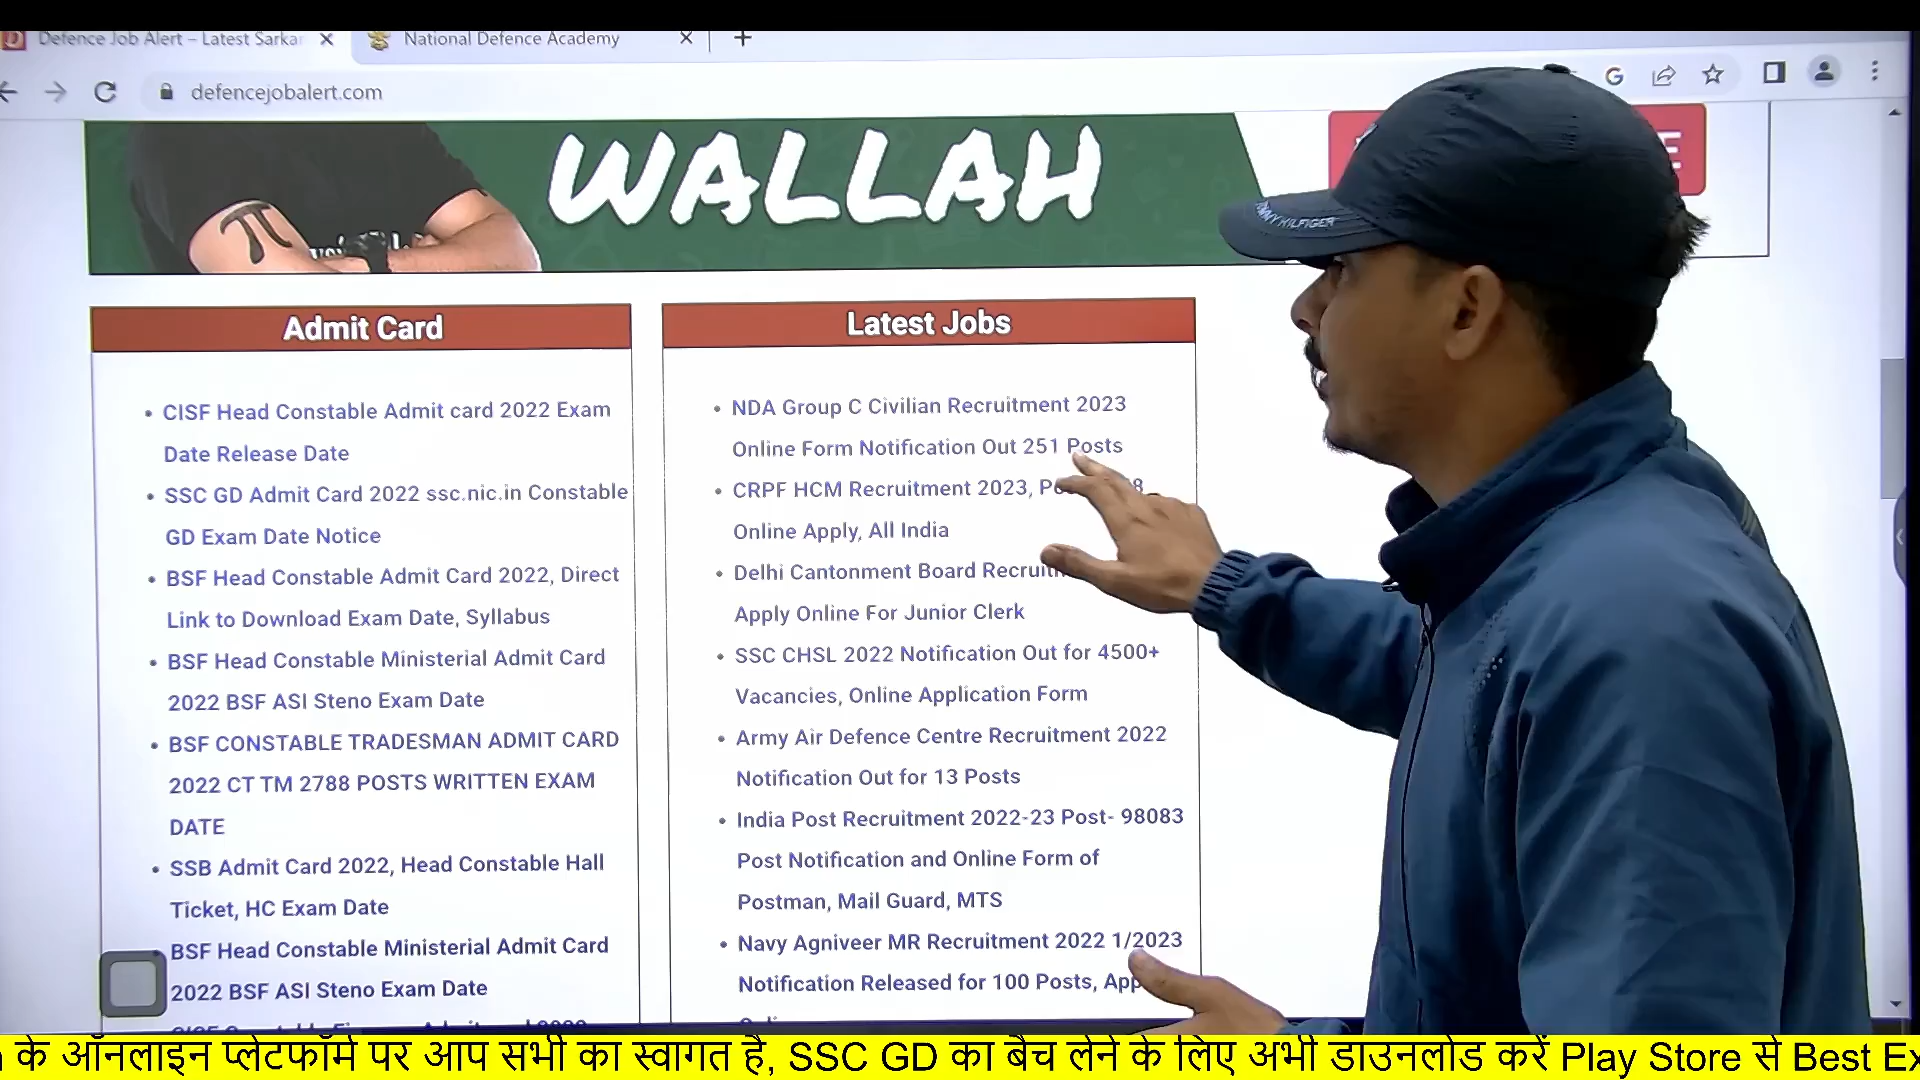 Defence Job Alert – Latest Sarkar
National Defence Academy
defencejobalert.com
WALLAH
Admit Card
CISF Head Constable Admit card 2022 Exam
Date Release Date
SSC GD Admit Card 2022 ssc.nic.in Constable
GD Exam Date Notice
BSF Head Constable Admit Card 2022, Direct
Link to Download Exam Date, Syllabus
BSF Head Constable Ministerial Admit Card
2022 BSF ASI Steno Exam Date
BSF CONSTABLE TRADESMAN ADMIT CARD
2022 CT TM 2788 POSTS WRITTEN EXAM
DATE
SSB Admit Card 2022, Head Constable Hall
Ticket, HC Exam Date
BSF Head Constable Ministerial Admit Card
2022 BSF ASI Steno Exam Date
Latest Jobs
NDA Group C Civilian Recruitment 2023
Online Form Notification Out 251 Posts
CRPF HCM Recruitment 2023,
Online Apply, All India
Delhi Cantonment Board
Apply Online For Junior Clerk
SSC CHSL 2022 Notification Out for 4500+
Vacancies, Online Application Form
Army Air Defence Centre Recruitment 2022
Notification Out for 13 Posts
India Post Recruitment 2022-23 Post- 98083
Post Notification and Online Form of
Postman, Mail Guard, MTS
Navy Agniveer MR Recruitment 2022 1/2023
Notification Released for 100 Posts,
HILFIGER
के ऑनलाइन प्लेटफॉर्म पर आप सभी का स्वागत है, SSC GD का बैच लेने के लिए अभी डाउनलोड करें Play Store से Best